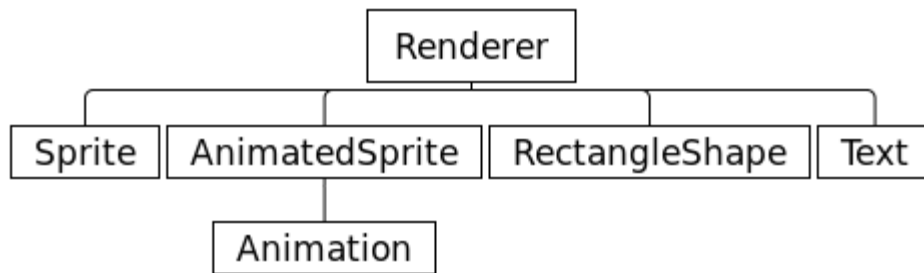 Renderer
Sprite
AnimatedSprite
RectangleShape
Text
Animation